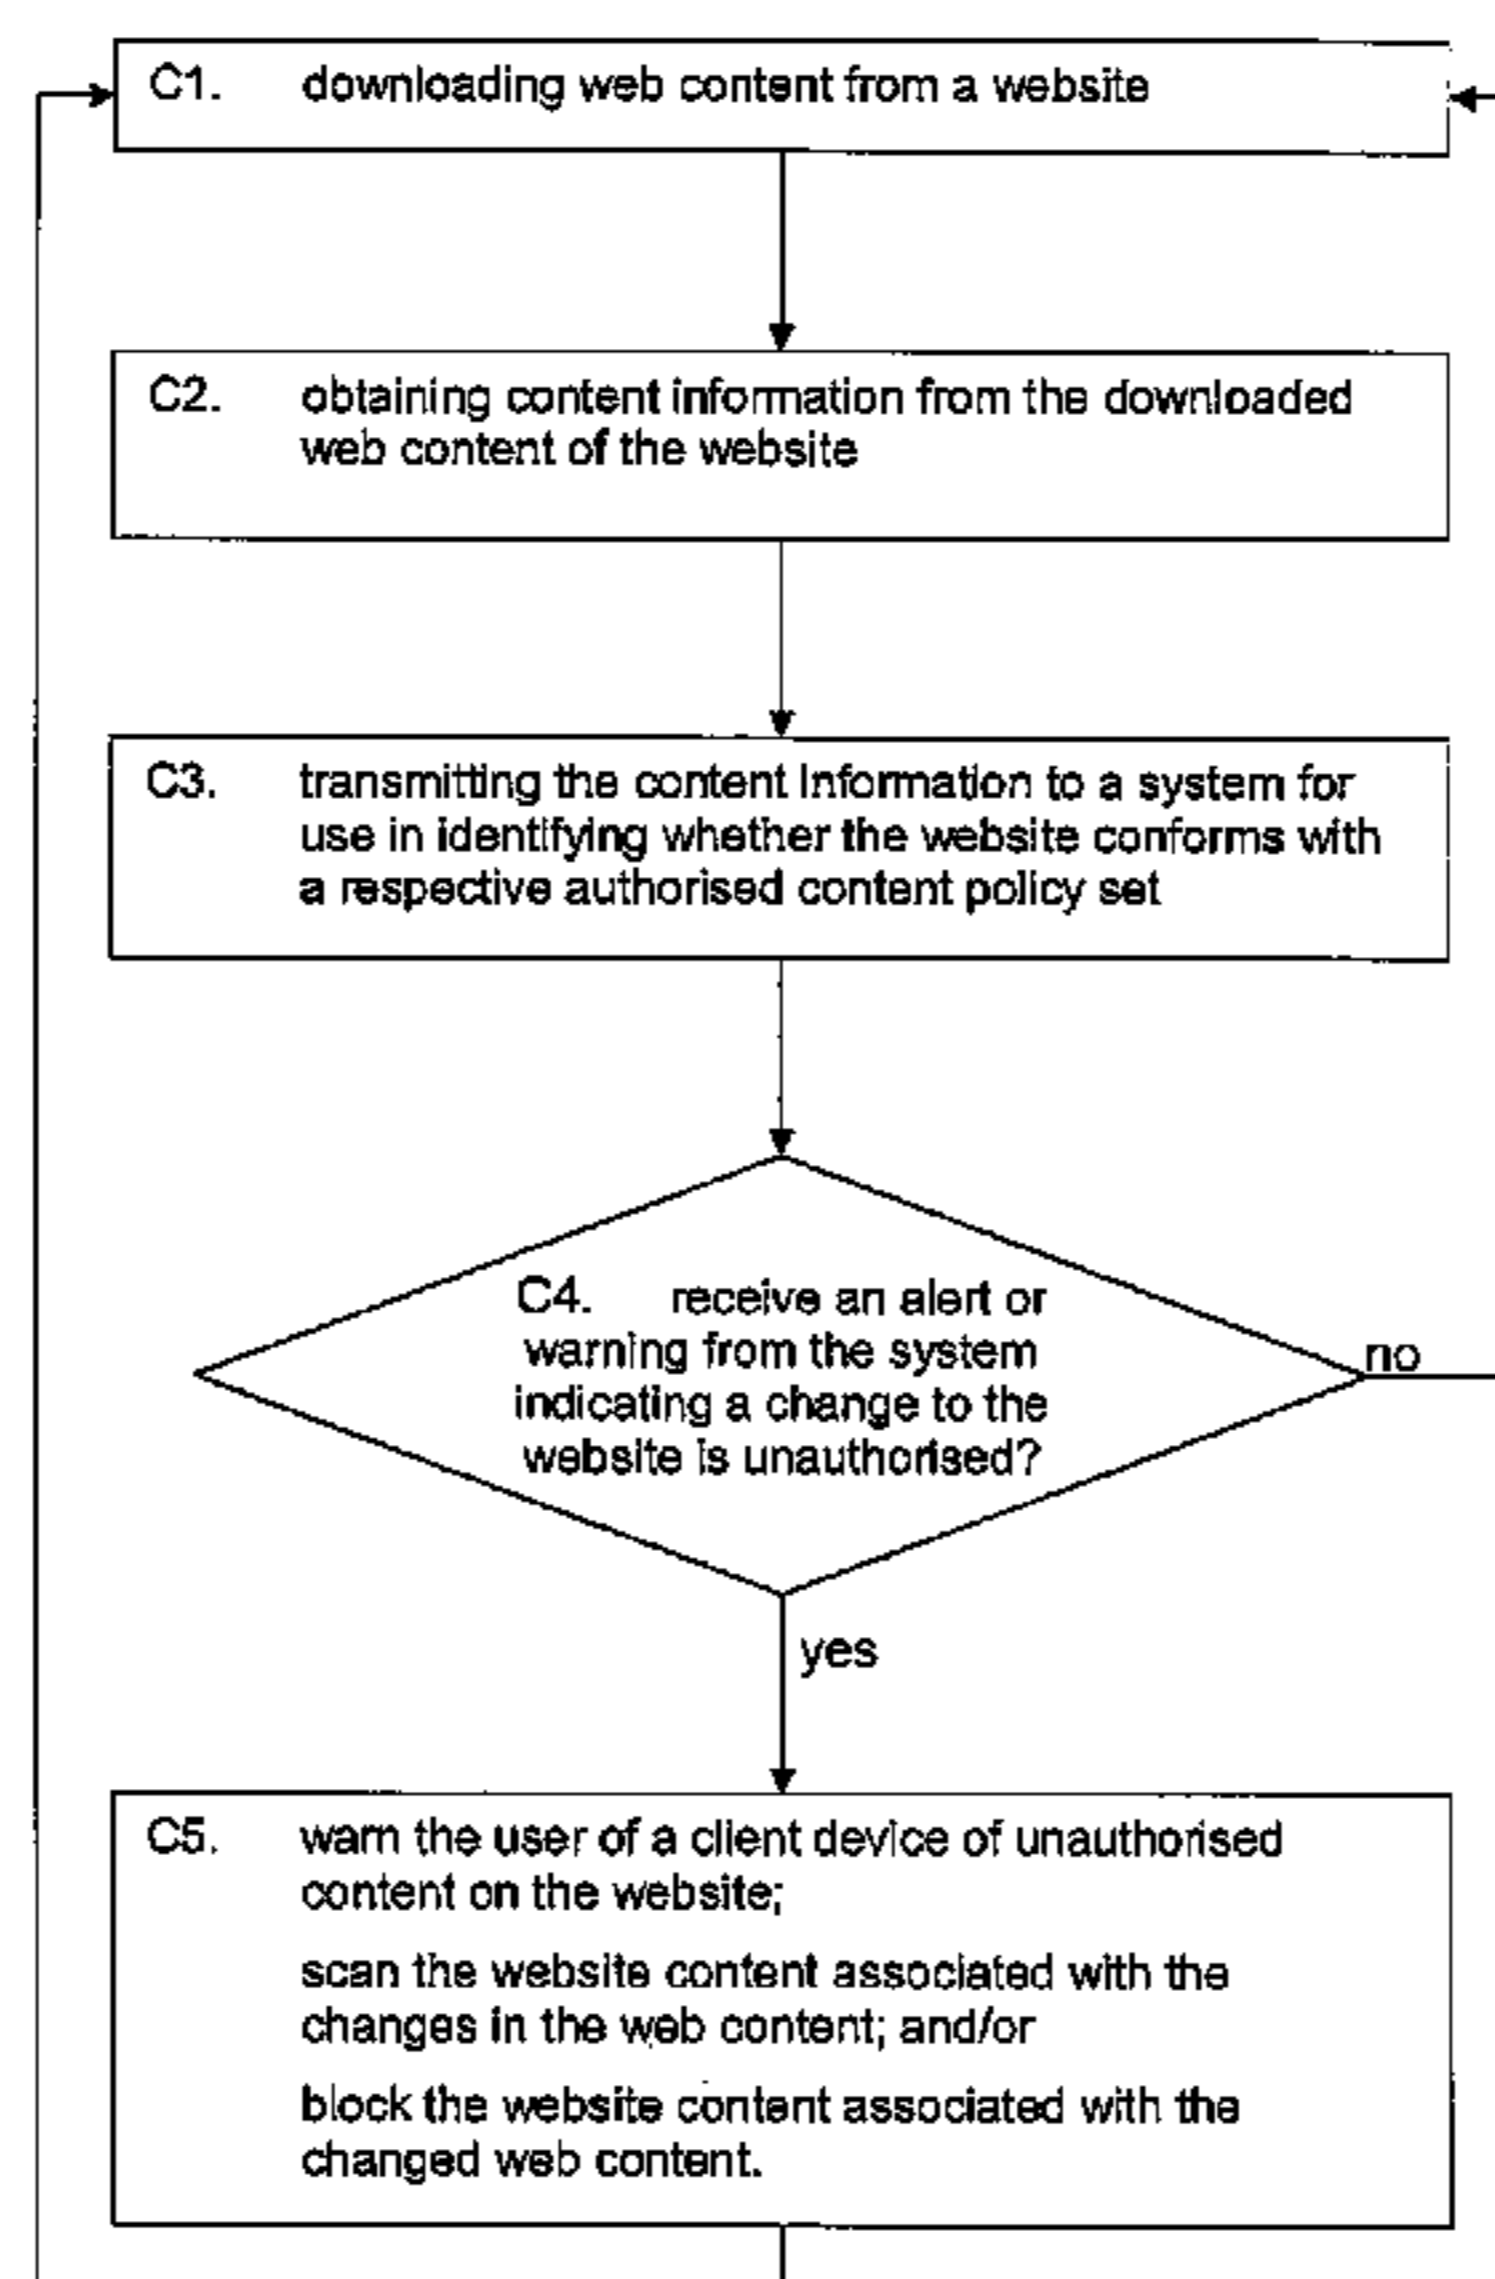 C1. downloading web content from a website
C2. obtaining content information from the downloaded
web content of the website
C3. transmitting the content information to a system for
use in identifying whether the website conforms with
a respective authorised content policy set
C4. receive an alert or
warning from the system
indicating a change to the
website is unauthorised?
no
yes
C5. warn the user of a client device of unauthorised
content on the website;
scan the website content associated with the
changes in the web content; and/or
block the website content associated with the
changed web content.